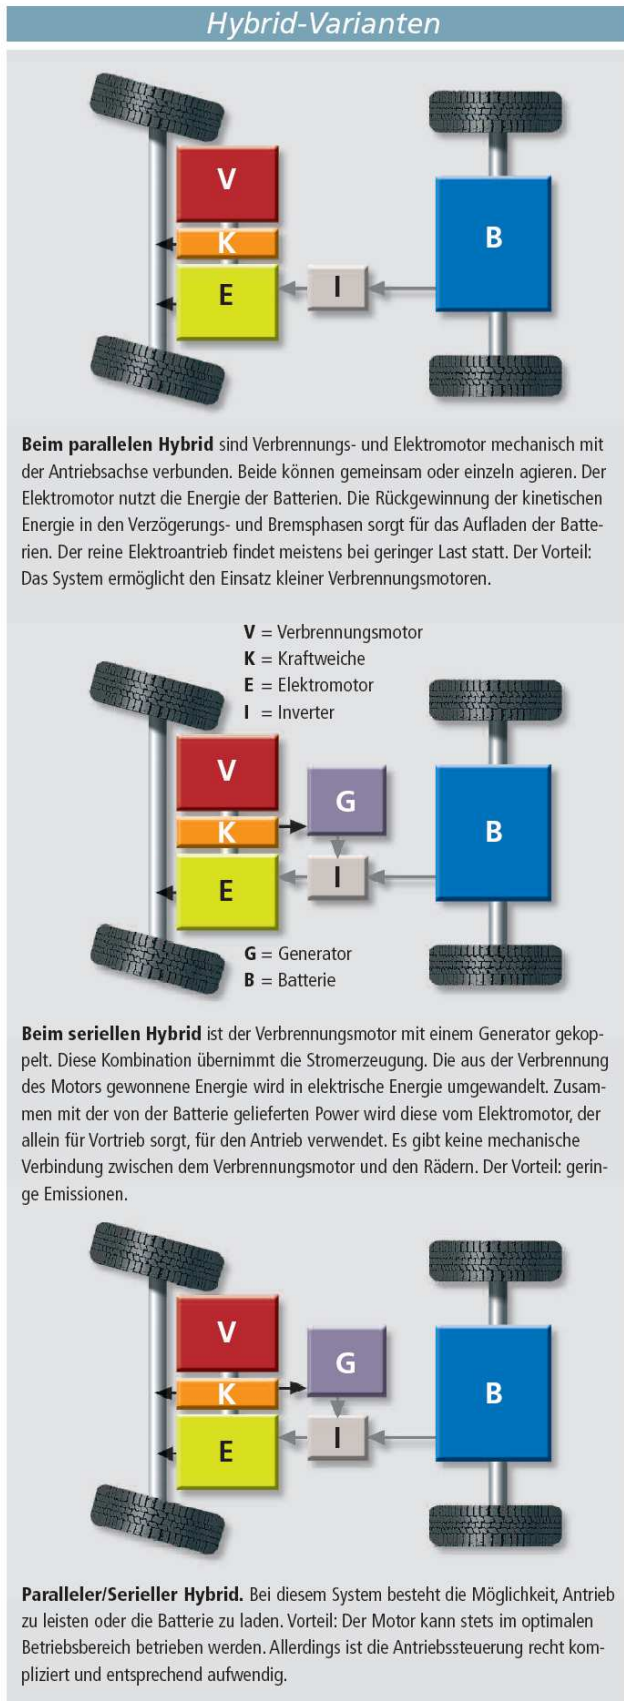 Hybrid-Varianten
V
K
E
I
B
Beim parallelen Hybrid sind Verbrennungs- und Elektromotor mechanisch mit
der Antriebsachse verbunden. Beide können gemeinsam oder einzeln agieren. Der
Elektromotor nutzt die Energie der Batterien. Die Rückgewinnung der kinetischen
Energie in den Verzögerungs- und Bremsphasen sorgt für das Aufladen der Batte-
rien. Der reine Elektroantrieb findet meistens bei geringer Last statt. Der Vorteil:
Das System ermöglicht den Einsatz kleiner Verbrennungsmotoren.
V = Verbrennungsmotor
K = Kraftweiche
E = Elektromotor
I = Inverter
V
G
K
B
E
I
G = Generator
B = Batterie
Beim seriellen Hybrid ist der Verbrennungsmotor mit einem Generator gekop-
pelt. Diese Kombination übernimmt die Stromerzeugung. Die aus der Verbrennung
des Motors gewonnene Energie wird in elektrische Energie umgewandelt. Zusam-
men mit der von der Batterie gelieferten Power wird diese vom Elektromotor, der
allein für Vortrieb sorgt, für den Antrieb verwendet. Es gibt keine mechanische
Verbindung zwischen dem Verbrennungsmotor und den Rädern. Der Vorteil: gerin-
ge Emissionen.
V
G
K
B
E
I
Paralleler/Serieller Hybrid. Bei diesem System besteht die Möglichkeit, Antrieb
zu leisten oder die Batterie zu laden. Vorteil: Der Motor kann stets im optimalen
Betriebsbereich betrieben werden. Allerdings ist die Antriebssteuerung recht kom-
pliziert und entsprechend aufwendig.